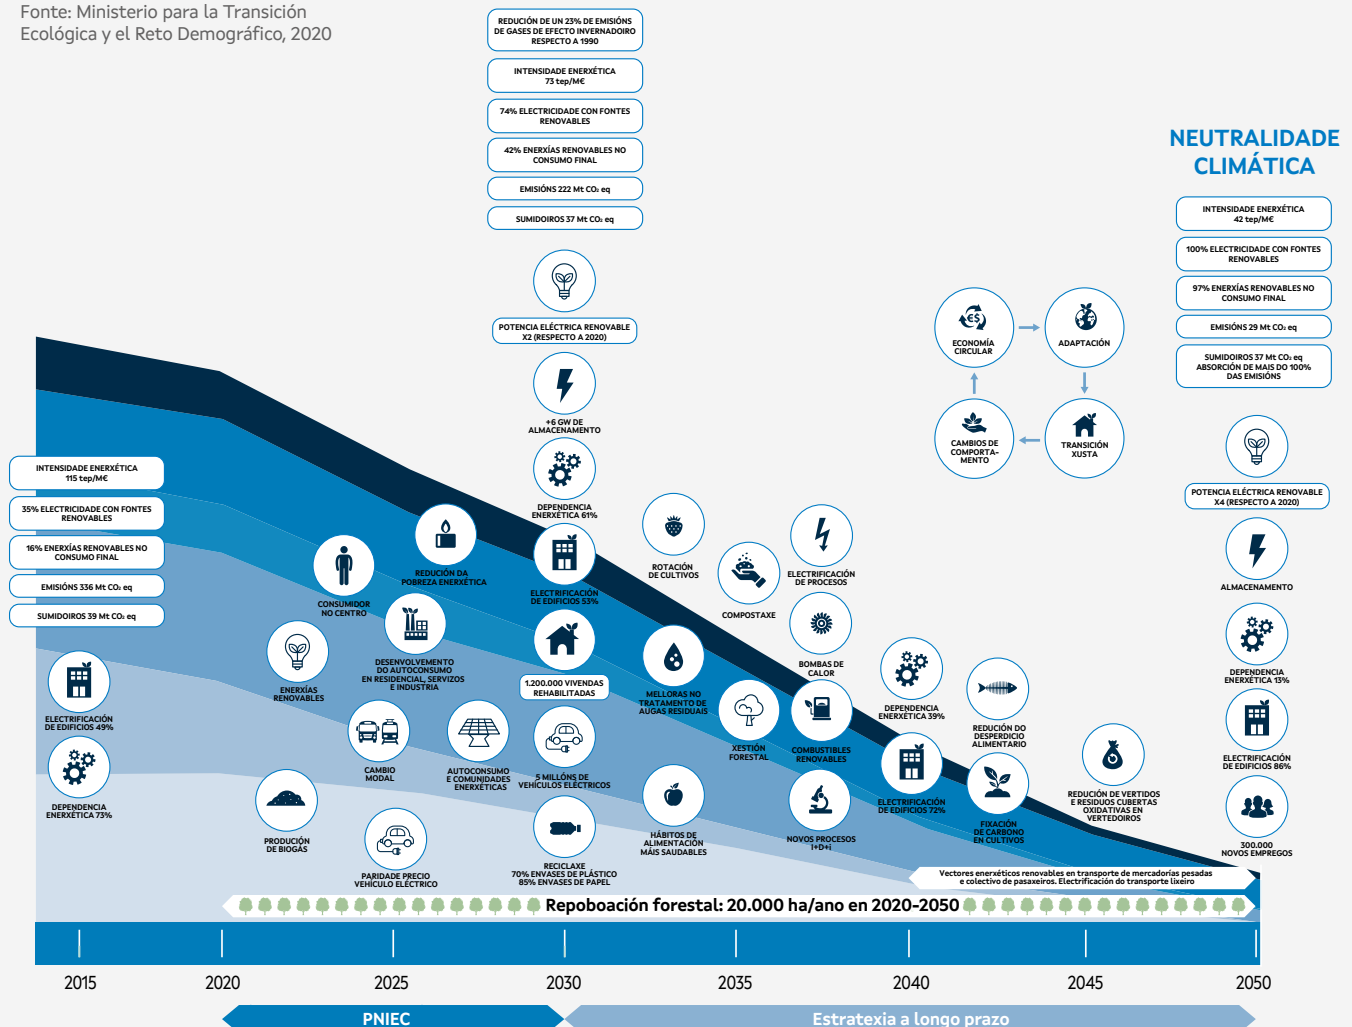 Fonte: Ministerio para la Transición
Ecológica y el Reto Demográfico, 2020
REDUCIÓN DE UN 23% DE EMISIÓNS
DE GASES DE EFECTO INVERNADOIRO
RESPECTO A 1990
INTENSIDADE ENERXÉTICA
73 tep/M€
74% ELECTRICIDADE CON FONTES
RENOVABLES
42% ENERXÍAS RENOVABLES NO
CONSUMO FINAL
EMISIÓNS 222 Mt CO₂ eq
SUMIDOIROS 37 Mt CO₂ eq
POTENCIA ELÉCTRICA RENOVABLE
X2 (RESPECTO A 2020)
+6 GW DE
ALMACENAMENTO
DEPENDENCIA
ENERXÉTICA 61%
ELECTRIFICACIÓN
DE EDIFICIOS 53%
1.200.000 VIVENDAS
REHABILITADAS
5 MILLÓNS DE
VEHÍCULOS ELÉCTRICOS
RECICLAXE
70% ENVASES DE PLÁSTICO
85% ENVASES DE PAPEL
NEUTRALIDADE
CLIMÁTICA
INTENSIDADE ENERXÉTICA
42 tep/M€
100% ELECTRICIDADE CON FONTES
RENOVABLES
97% ENERXÍAS RENOVABLES NO
CONSUMO FINAL
EMISIÓNS 29 Mt CO₂ eq
SUMIDOIROS 37 Mt CO₂ eq
ABSORCIÓN DE MAIS DO 100%
DAS EMISIÓNS
POTENCIA ELÉCTRICA RENOVABLE
X4 (RESPECTO A 2020)
ALMACENAMENTO
DEPENDENCIA
ENERXÉTICA 13%
ELECTRIFICACIÓN
DE EDIFICIOS 86%
300.000
NOVOS EMPREGOS
€$
ECONOMÍA
CIRCULAR
ADAPTACIÓN
CAMBIOS DE
COMPORTA-
MENTO
TRANSICIÓN
XUSTA
INTENSIDADE ENERXÉTICA
115 tep/M€
35% ELECTRICIDADE CON FONTES
RENOVABLES
16% ENERXÍAS RENOVABLES NO
CONSUMO FINAL
EMISIÓNS 336 Mt CO₂ eq
SUMIDOIROS 39 Mt CO₂ eq
ELECTRIFICACIÓN
DE EDIFICIOS 49%
DEPENDENCIA
ENERXÉTICA 73%
CONSUMIDOR
NO CENTRO
REDUCIÓN DA
POBREZA ENERXÉTICA
ENERXÍAS
RENOVABLES
DESENVOLVEMENTO
DO AUTOCONSUMO
EN RESIDENCIAL, SERVIZOS
E INDUSTRIA
CAMBIO
MODAL
AUTOCONSUMO
E COMUNIDADES
ENERXÉTICAS
PRODUCIÓN
DE BIOGÁS
PARIDADE PRECIO
VEHÍCULO ELÉCTRICO
ROTACIÓN
DE CULTIVOS
COMPOSTAXE
ELECTRIFICACIÓN
DE PROCESOS
BOMBAS DE
CALOR
MELLORAS NO
TRATAMENTO DE
AUGAS RESIDUAIS
XESTIÓN
FORESTAL
COMBUSTIBLES
RENOVABLES
HÁBITOS DE
ALIMENTACIÓN
MÁIS SAUDABLES
NOVOS PROCESOS
I+D+i
DEPENDENCIA
ENERXÉTICA 39%
ELECTRIFICACIÓN
DE EDIFICIOS 72%
REDUCIÓN DO
DESPERDICIO
ALIMENTARIO
FIXACIÓN
DE CARBONO
EN CULTIVOS
REDUCIÓN DE VERTIDOS
E RESIDUOS CUBERTAS
OXIDATIVAS EN
VERTEDOIROS
Vectores enerxéticos renovables en transporte de mercadorías pesadas
e colectivo de pasaxeiros. Electrificación do transporte lixeiro
Repoboación forestal: 20.000 ha/ano en 2020-2050
2015 2020 2025 2030 2035 2040 2045 2050
PNIEC Estratexia a longo prazo